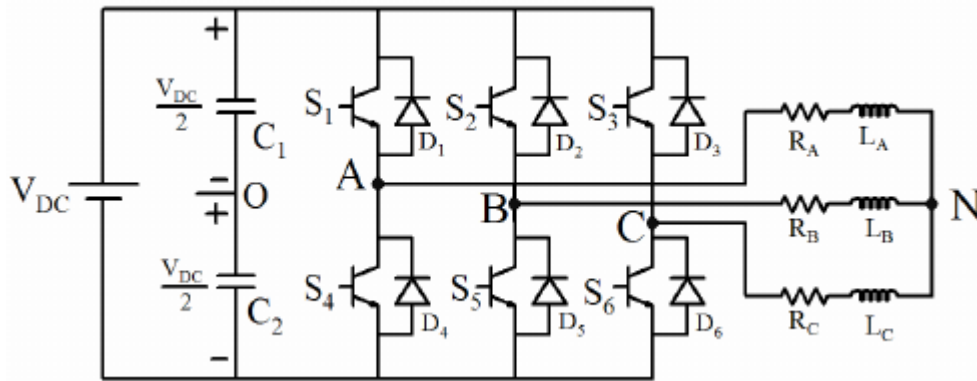 +
V_DC/2
C_1
−
O
+
V_DC/2
C_2
−
V_DC
S_1
D_1
S_2
D_2
S_3
D_3
A
B
C
S_4
D_4
S_5
D_5
S_6
D_6
R_A
L_A
R_B
L_B
N
R_C
L_C